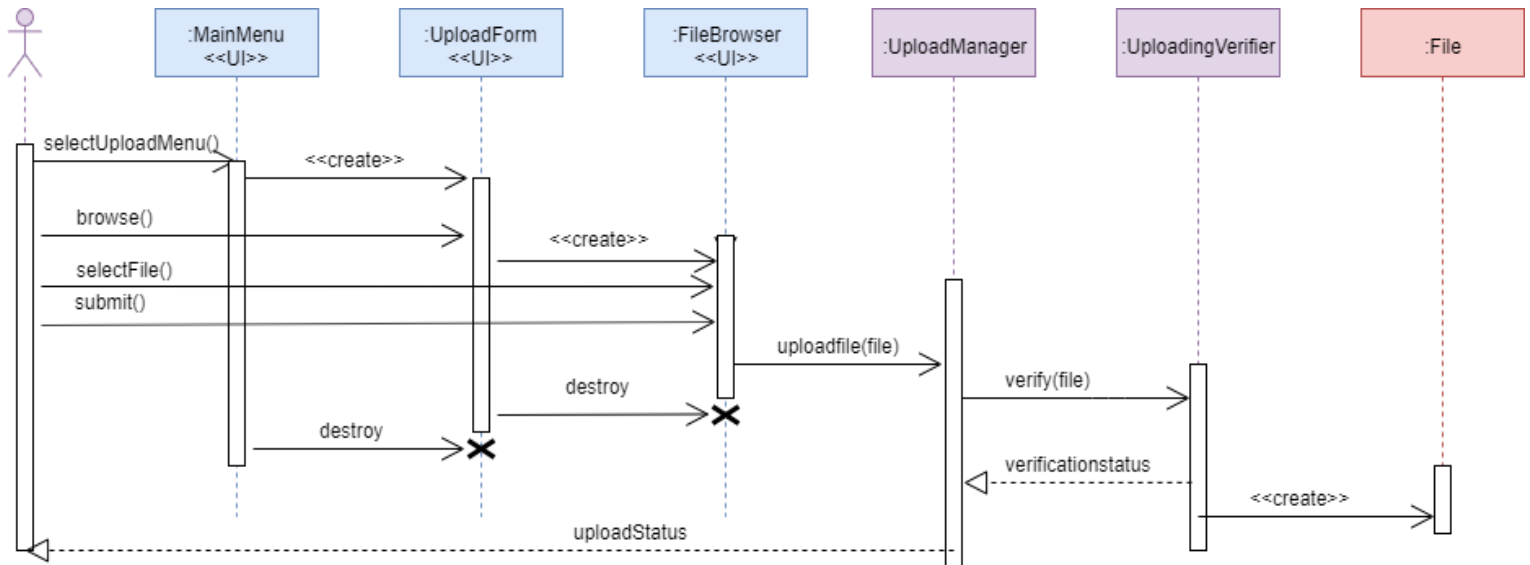 :MainMenu
<<UI>>
:UploadForm
<<UI>>
:FileBrowser
<<UI>>
:UploadManager
:UploadingVerifier
:File
selectUploadMenu()
<<create>>
browse()
<<create>>
selectFile()
submit()
uploadfile(file)
verify(file)
destroy
destroy
verificationstatus
<<create>>
uploadStatus